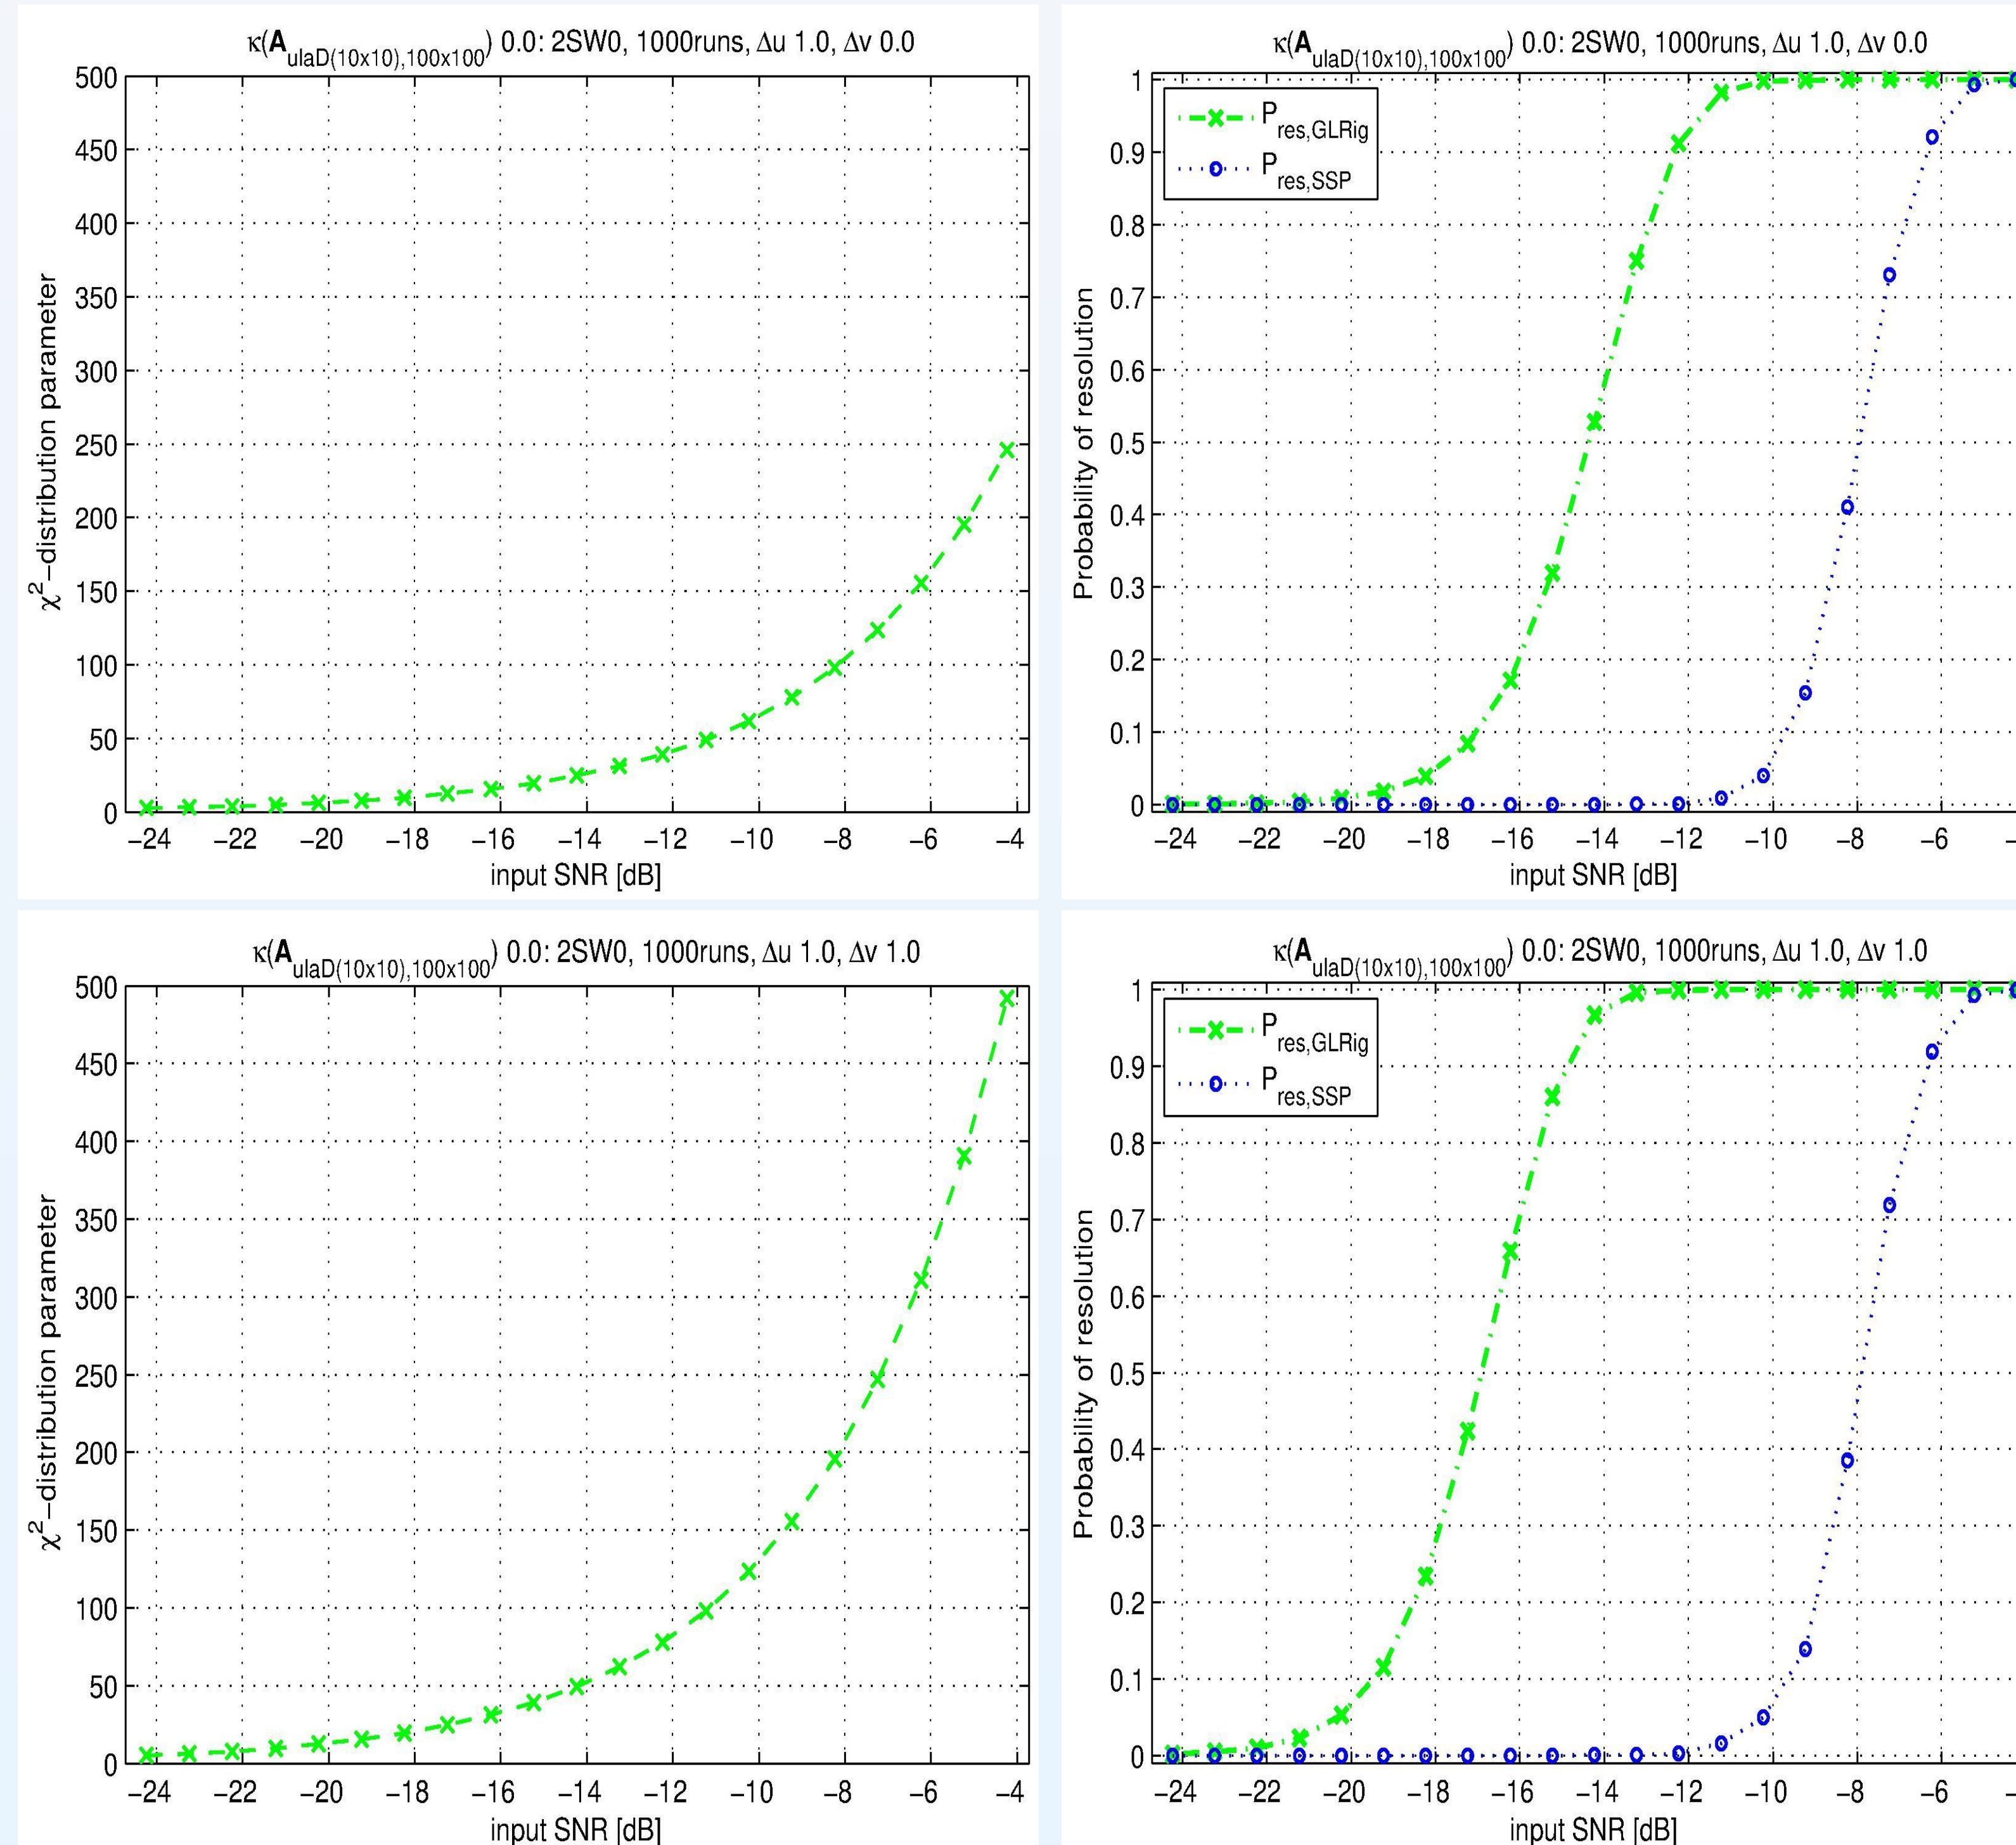 κ(A_ulaD(10x10),100x100) 0.0: 2SW0, 1000runs, Δu 1.0, Δv 0.0
500
450
400
350
300
250
200
150
100
50
0
χ²−distribution parameter
−24 −22 −20 −18 −16 −14 −12 −10 −8 −6 −4
input SNR [dB]
κ(A_ulaD(10x10),100x100) 0.0: 2SW0, 1000runs, Δu 1.0, Δv 0.0
P_res,GLRig
P_res,SSP
1
0.9
0.8
0.7
0.6
0.5
0.4
0.3
0.2
0.1
0
Probability of resolution
−24 −22 −20 −18 −16 −14 −12 −10 −8 −6
input SNR [dB]
κ(A_ulaD(10x10),100x100) 0.0: 2SW0, 1000runs, Δu 1.0, Δv 1.0
500
450
400
350
300
250
200
150
100
50
0
χ²−distribution parameter
−24 −22 −20 −18 −16 −14 −12 −10 −8 −6 −4
input SNR [dB]
κ(A_ulaD(10x10),100x100) 0.0: 2SW0, 1000runs, Δu 1.0, Δv 1.0
P_res,GLRig
P_res,SSP
1
0.9
0.8
0.7
0.6
0.5
0.4
0.3
0.2
0.1
0
Probability of resolution
−24 −22 −20 −18 −16 −14 −12 −10 −8 −6
input SNR [dB]